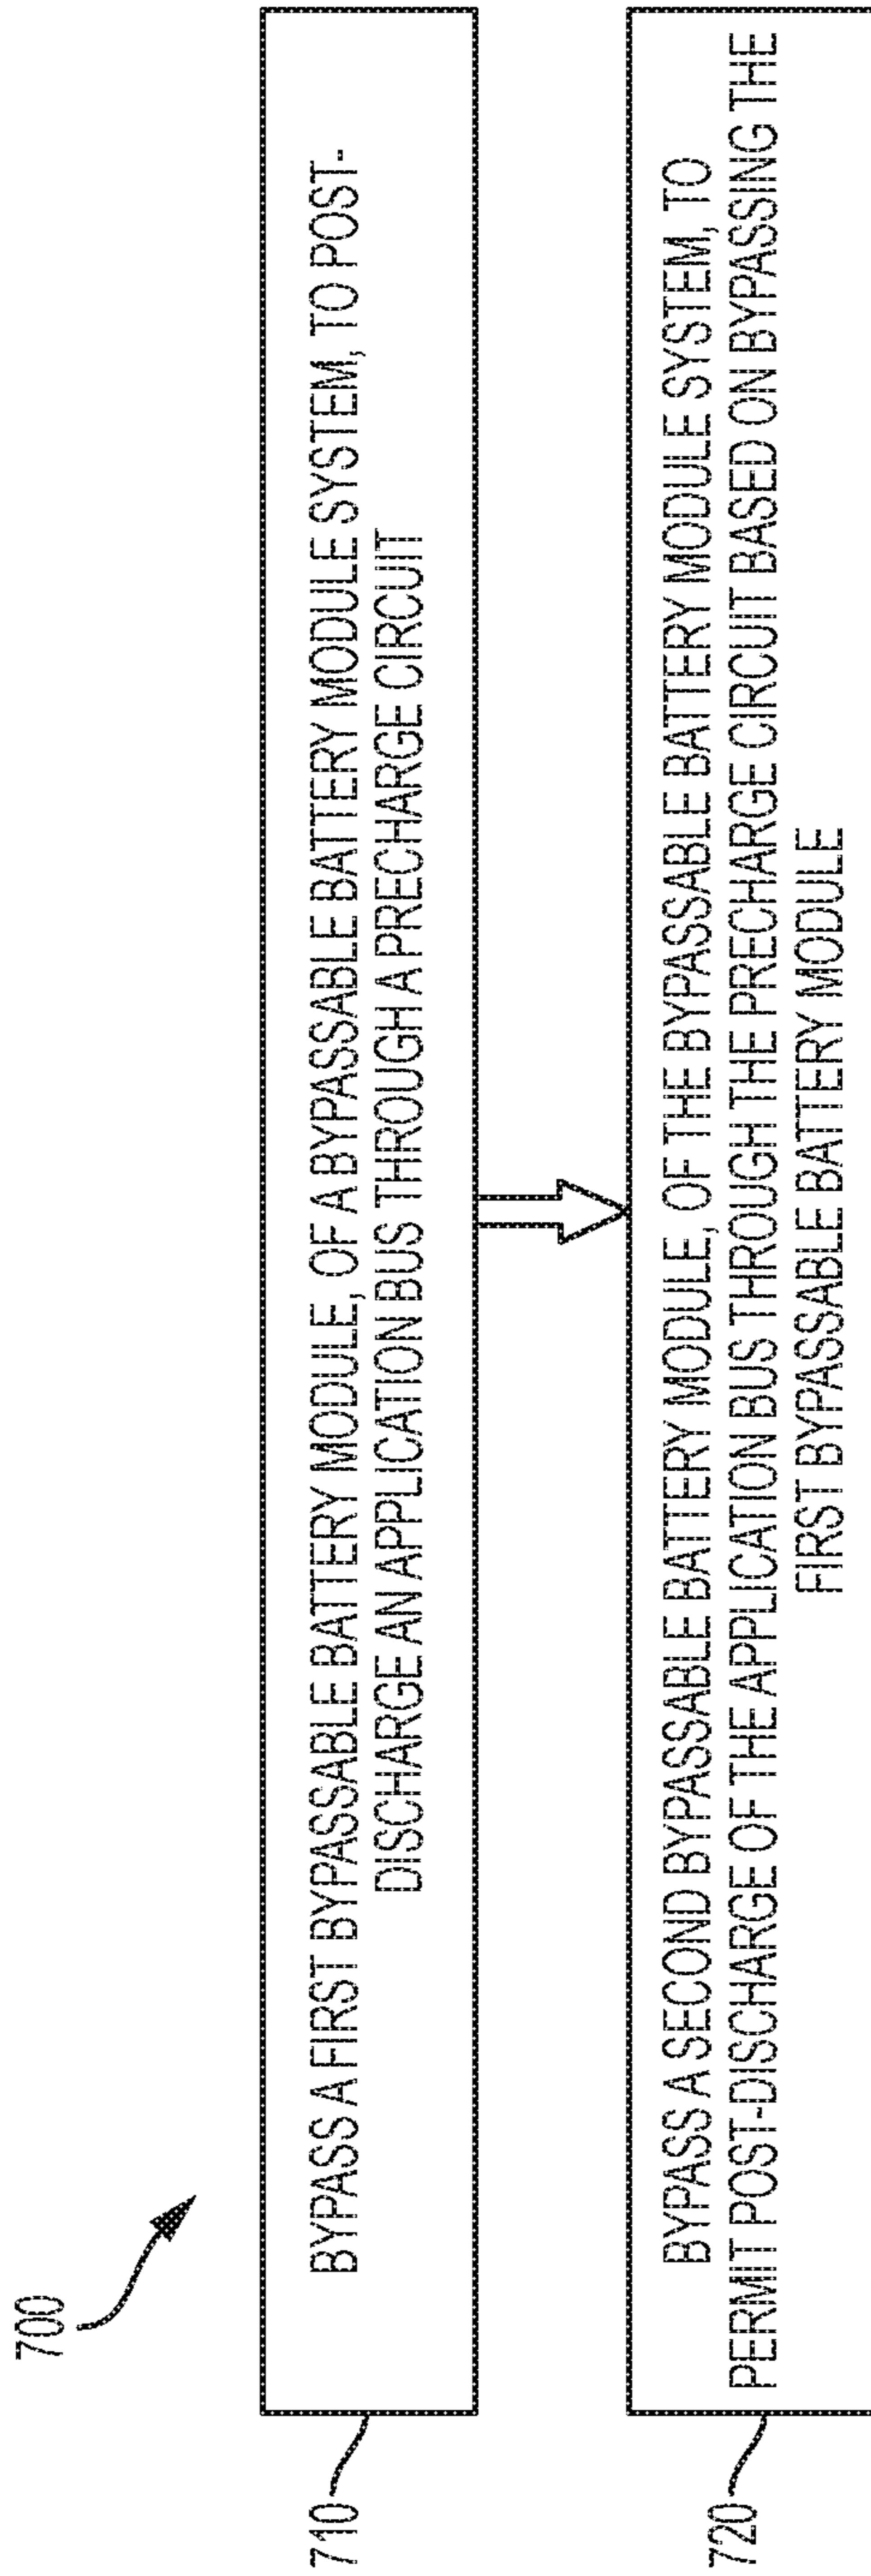 700
710
BYPASS A FIRST BYPASSABLE BATTERY MODULE, OF A BYPASSABLE BATTERY MODULE SYSTEM, TO POST-
DISCHARGE AN APPLICATION BUS THROUGH A PRECHARGE CIRCUIT
720
BYPASS A SECOND BYPASSABLE BATTERY MODULE, OF THE BYPASSABLE BATTERY MODULE SYSTEM, TO
PERMIT POST-DISCHARGE OF THE APPLICATION BUS THROUGH THE PRECHARGE CIRCUIT BASED ON BYPASSING THE
FIRST BYPASSABLE BATTERY MODULE